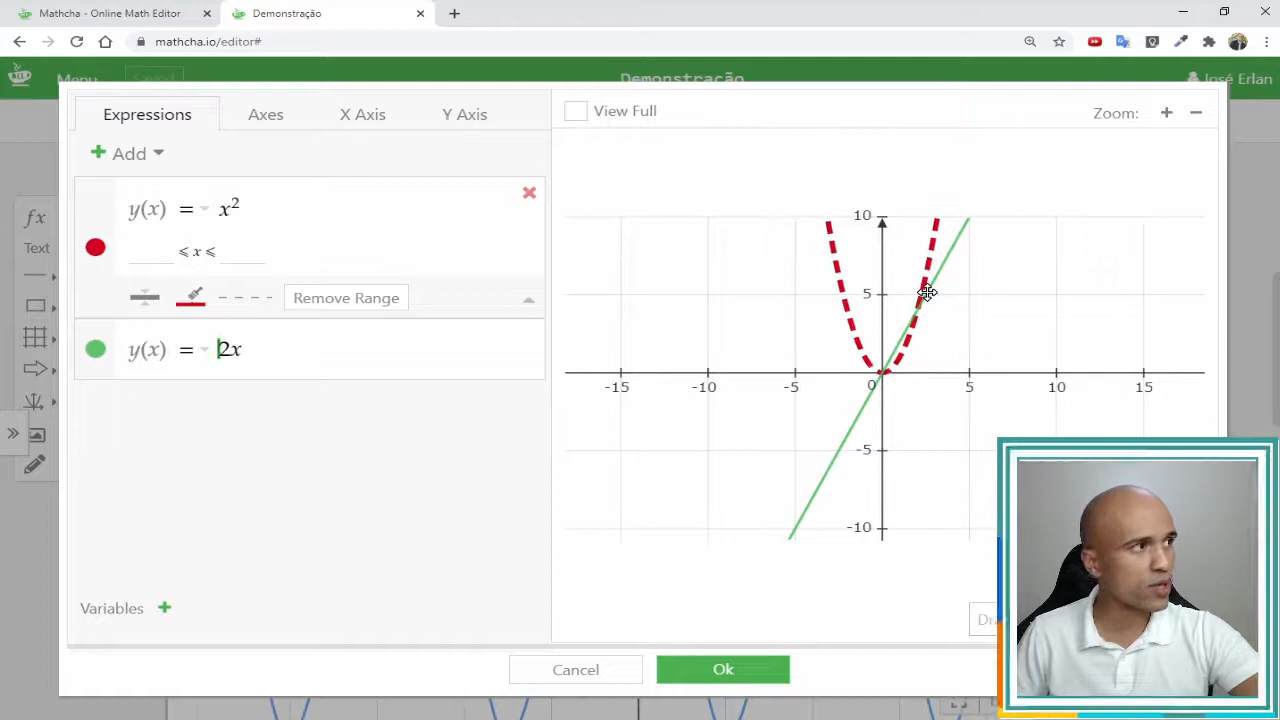 Mathcha - Online Math Editor
Demonstração
mathcha.io/editor#
Menu
Saved
Demonstração
José Erlan
Expressions
Axes
X Axis
Y Axis
View Full
Zoom:
Add
y(x) = x²
⩽ x ⩽
Remove Range
y(x) = 2x
fx
Text
10
5
-15 -10 -5 0 5 10 15
-5
-10
Variables
Cancel
Ok